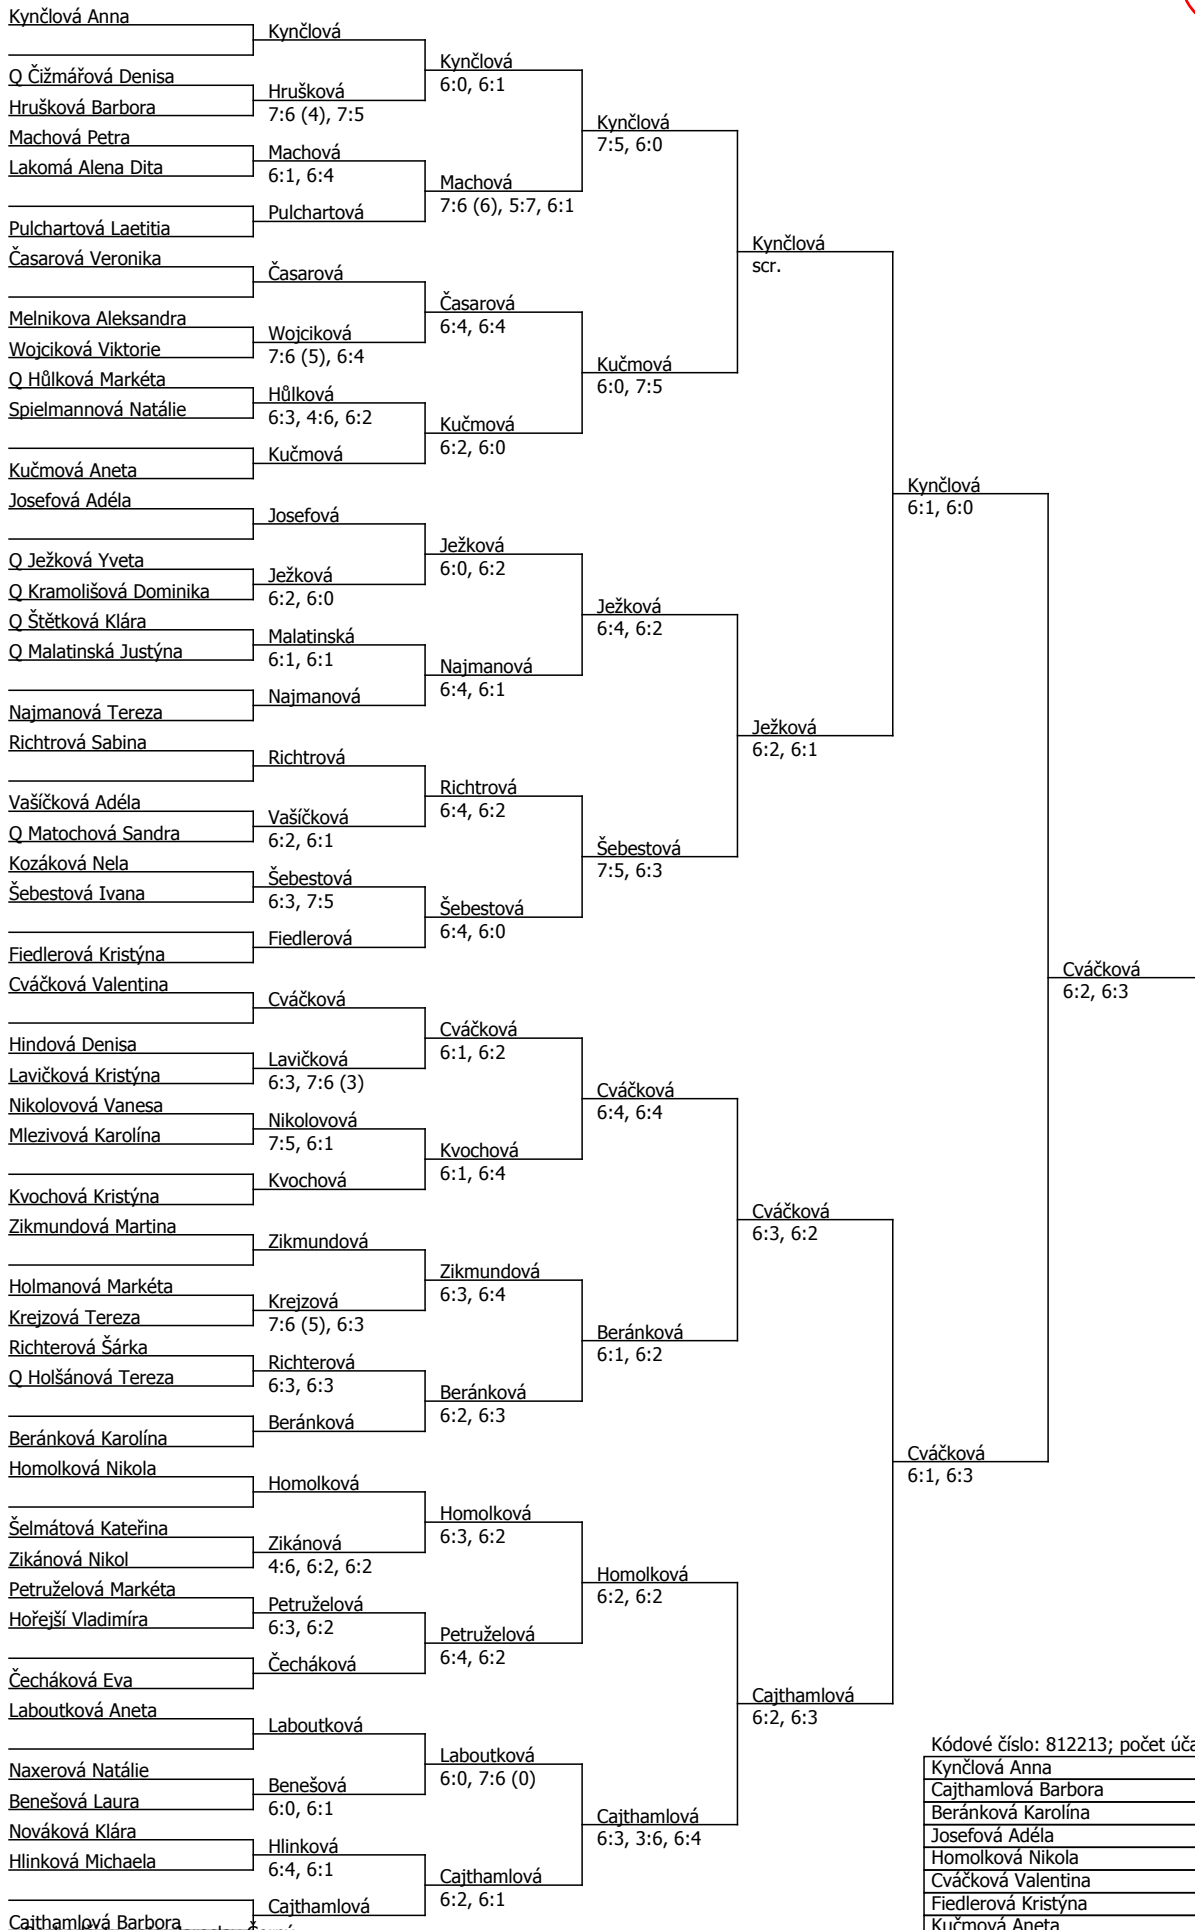 Kynčlová Anna
Q Čižmářová Denisa
Hrušková Barbora
Machová Petra
Lakomá Alena Dita
Pulchartová Laetitia
Časarová Veronika
Melnikova Aleksandra
Wojciková Viktorie
Q Hůlková Markéta
Spielmannová Natálie
Kučmová Aneta
Josefová Adéla
Q Ježková Yveta
Q Kramolišová Dominika
Q Štětková Klára
Q Malatinská Justýna
Najmanová Tereza
Richtrová Sabina
Vašíčková Adéla
Q Matochová Sandra
Kozáková Nela
Šebestová Ivana
Fiedlerová Kristýna
Cváčková Valentina
Hindová Denisa
Lavičková Kristýna
Nikolovová Vanesa
Mlezivová Karolína
Kvochová Kristýna
Zikmundová Martina
Holmanová Markéta
Krejzová Tereza
Richterová Šárka
Q Holšánová Tereza
Beránková Karolína
Homolková Nikola
Šelmátová Kateřina
Zikánová Nikol
Petruželová Markéta
Hořejší Vladimíra
Čecháková Eva
Laboutková Aneta
Naxerová Natálie
Benešová Laura
Nováková Klára
Hlinková Michaela
Cajthamlová Barbora
Kynčlová
Hrušková
7:6 (4), 7:5
Machová
6:1, 6:4
Pulchartová
Časarová
Wojciková
7:6 (5), 6:4
Hůlková
6:3, 4:6, 6:2
Kučmová
Josefová
Ježková
6:2, 6:0
Malatinská
6:1, 6:1
Najmanová
Richtrová
Vašíčková
6:2, 6:1
Šebestová
6:3, 7:5
Fiedlerová
Cváčková
Lavičková
6:3, 7:6 (3)
Nikolovová
7:5, 6:1
Kvochová
Zikmundová
Krejzová
7:6 (5), 6:3
Richterová
6:3, 6:3
Beránková
Homolková
Zikánová
4:6, 6:2, 6:2
Petruželová
6:3, 6:2
Čecháková
Laboutková
Benešová
6:0, 6:1
Hlinková
6:4, 6:1
Cajthamlová
Kynčlová
6:0, 6:1
Machová
7:6 (6), 5:7, 6:1
Časarová
6:4, 6:4
Kučmová
6:2, 6:0
Ježková
6:0, 6:2
Najmanová
6:4, 6:1
Richtrová
6:4, 6:2
Šebestová
6:4, 6:0
Cváčková
6:1, 6:2
Kvochová
6:1, 6:4
Zikmundová
6:3, 6:4
Beránková
6:2, 6:3
Homolková
6:3, 6:2
Petruželová
6:4, 6:2
Laboutková
6:0, 7:6 (0)
Cajthamlová
6:2, 6:1
Kynčlová
7:5, 6:0
Kučmová
6:0, 7:5
Ježková
6:4, 6:2
Šebestová
7:5, 6:3
Cváčková
6:4, 6:4
Beránková
6:1, 6:2
Homolková
6:2, 6:2
Cajthamlová
6:3, 3:6, 6:4
Kynčlová
scr.
Ježková
6:2, 6:1
Cváčková
6:3, 6:2
Cajthamlová
6:2, 6:3
Kynčlová
6:1, 6:0
Cváčková
6:1, 6:3
Cváčková
6:2, 6:3
Kódové číslo: 812213; počet úča
Kynčlová Anna
Cajthamlová Barbora
Beránková Karolína
Josefová Adéla
Homolková Nikola
Cváčková Valentina
Fiedlerová Kristýna
Kučmová Aneta